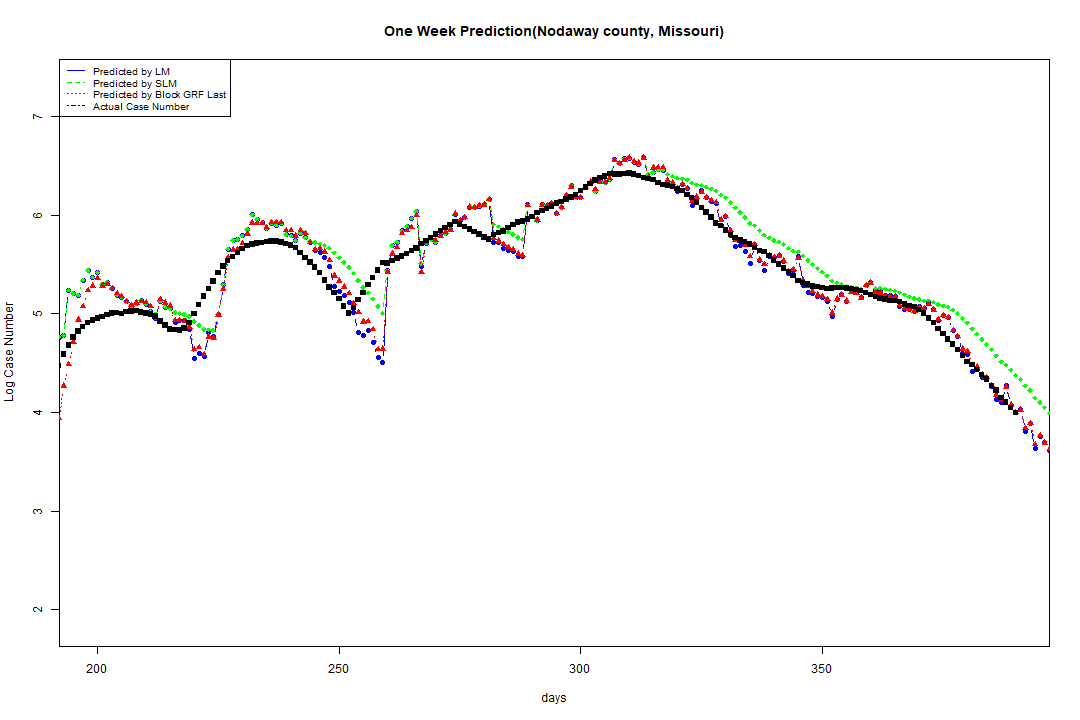 One Week Prediction(Nodaway county, Missouri)
Predicted by LM
Predicted by SLM
Predicted by Block GRF Last
Actual Case Number
7
6
5
4
3
2
Log Case Number
200
250
300
350
days